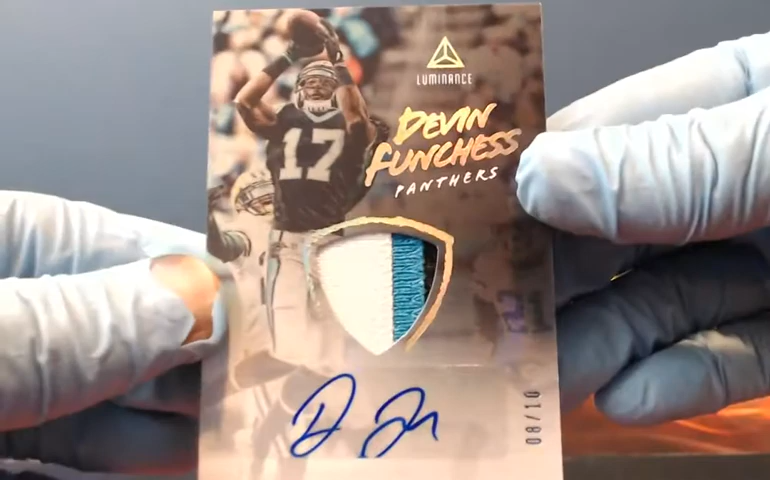 LUMINANCE
DEVIN
FUNCHESS
PANTHERS
17
08/10